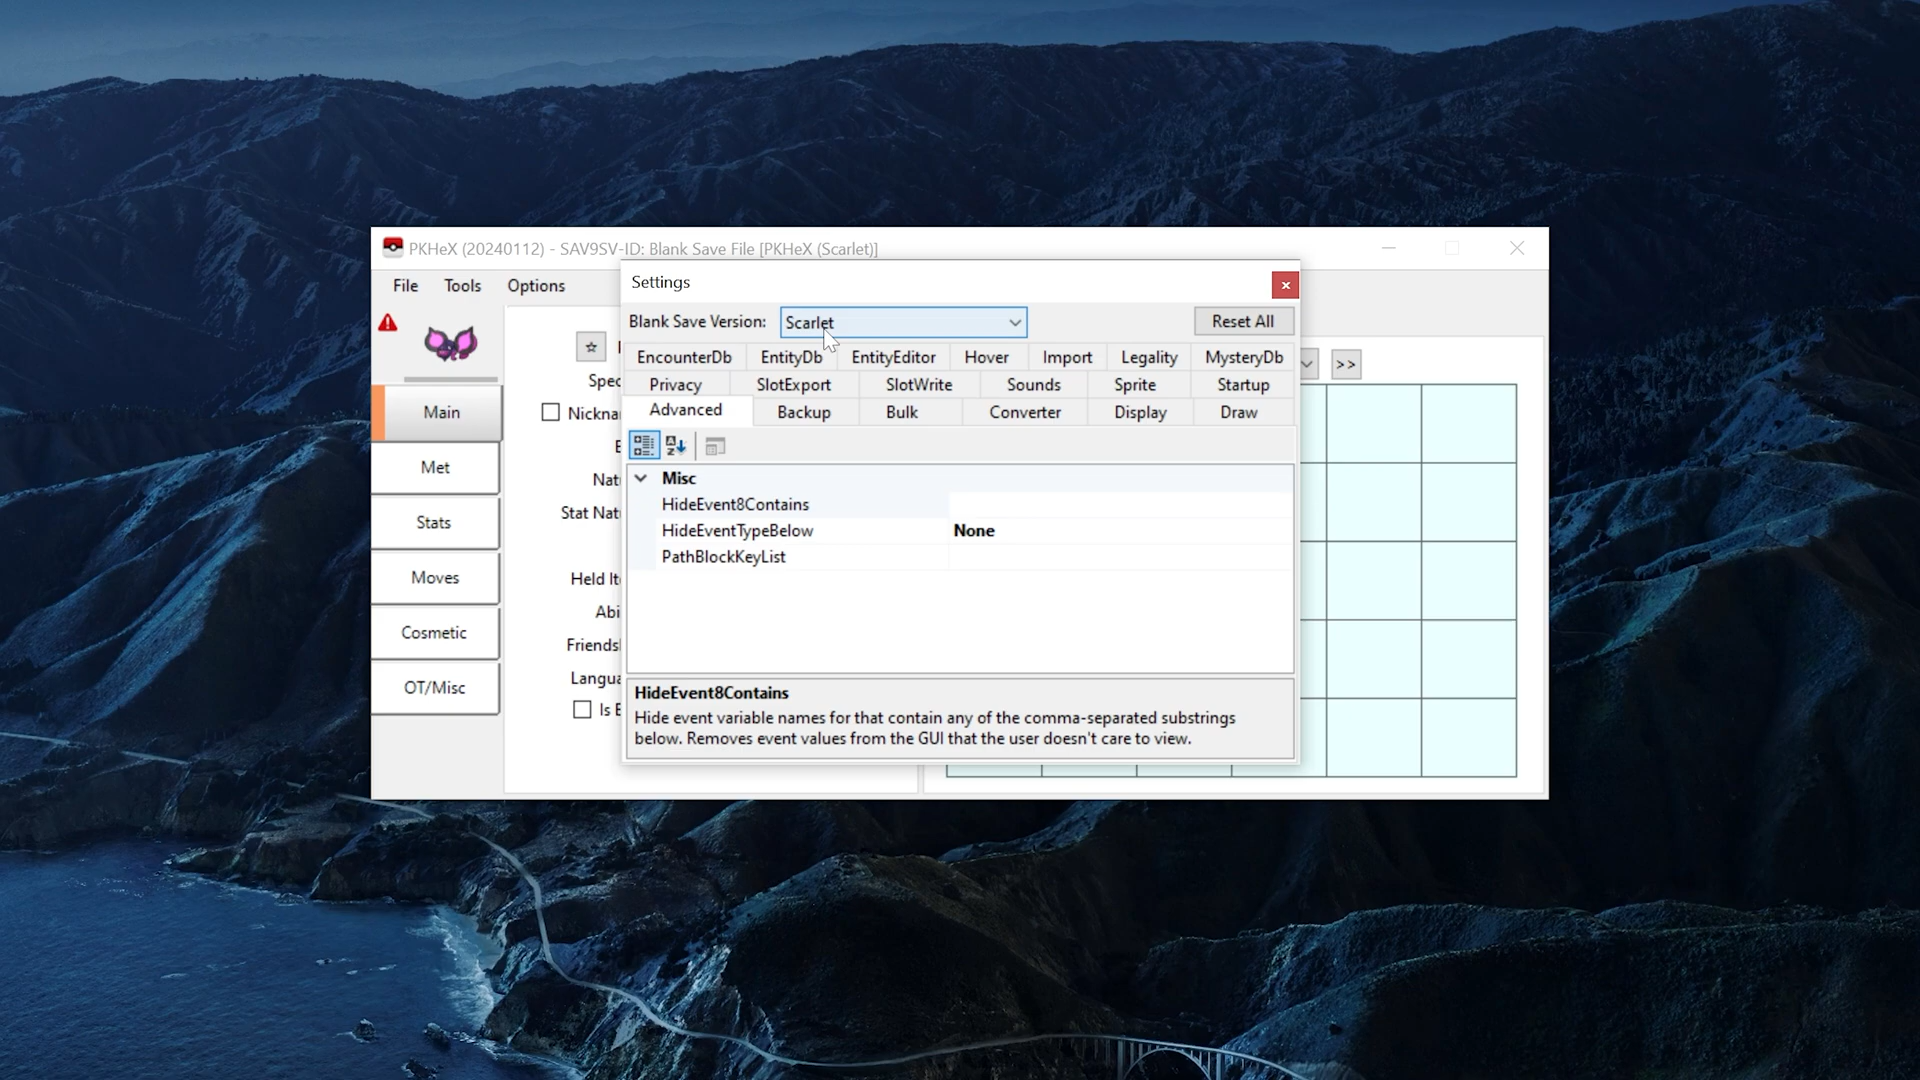 PKHeX (20240112) - SAV9SV-ID: Blank Save File [PKHeX (Scarlet)]
File Tools Options
Settings
Blank Save Version: Scarlet Reset All
EncounterDb EntityDb EntityEditor Hover Import Legality MysteryDb
Privacy SlotExport SlotWrite Sounds Sprite Startup
Advanced Backup Bulk Converter Display Draw
>>
Main
Met
Stats
Moves
Cosmetic
OT/Misc
Spec
Nickna
E
Nat
Stat Nat
Held It
Abi
Friends
Langua
Is E
Misc
HideEvent8Contains
HideEventTypeBelow None
PathBlockKeyList
HideEvent8Contains
Hide event variable names for that contain any of the comma-separated substrings
below. Removes event values from the GUI that the user doesn't care to view.